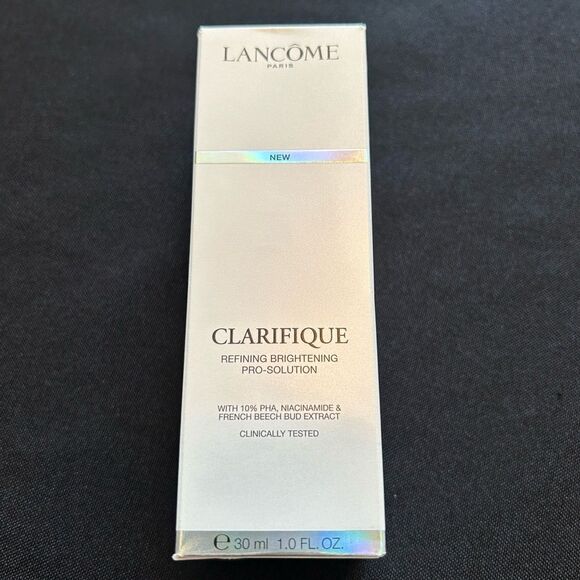 LANCÔME
PARIS
NEW
CLARIFIQUE
REFINING BRIGHTENING
PRO-SOLUTION
WITH 10% PHA, NIACINAMIDE &
FRENCH BEECH BUD EXTRACT
CLINICALLY TESTED
℮ 30 ml 1.0 FL. OZ.